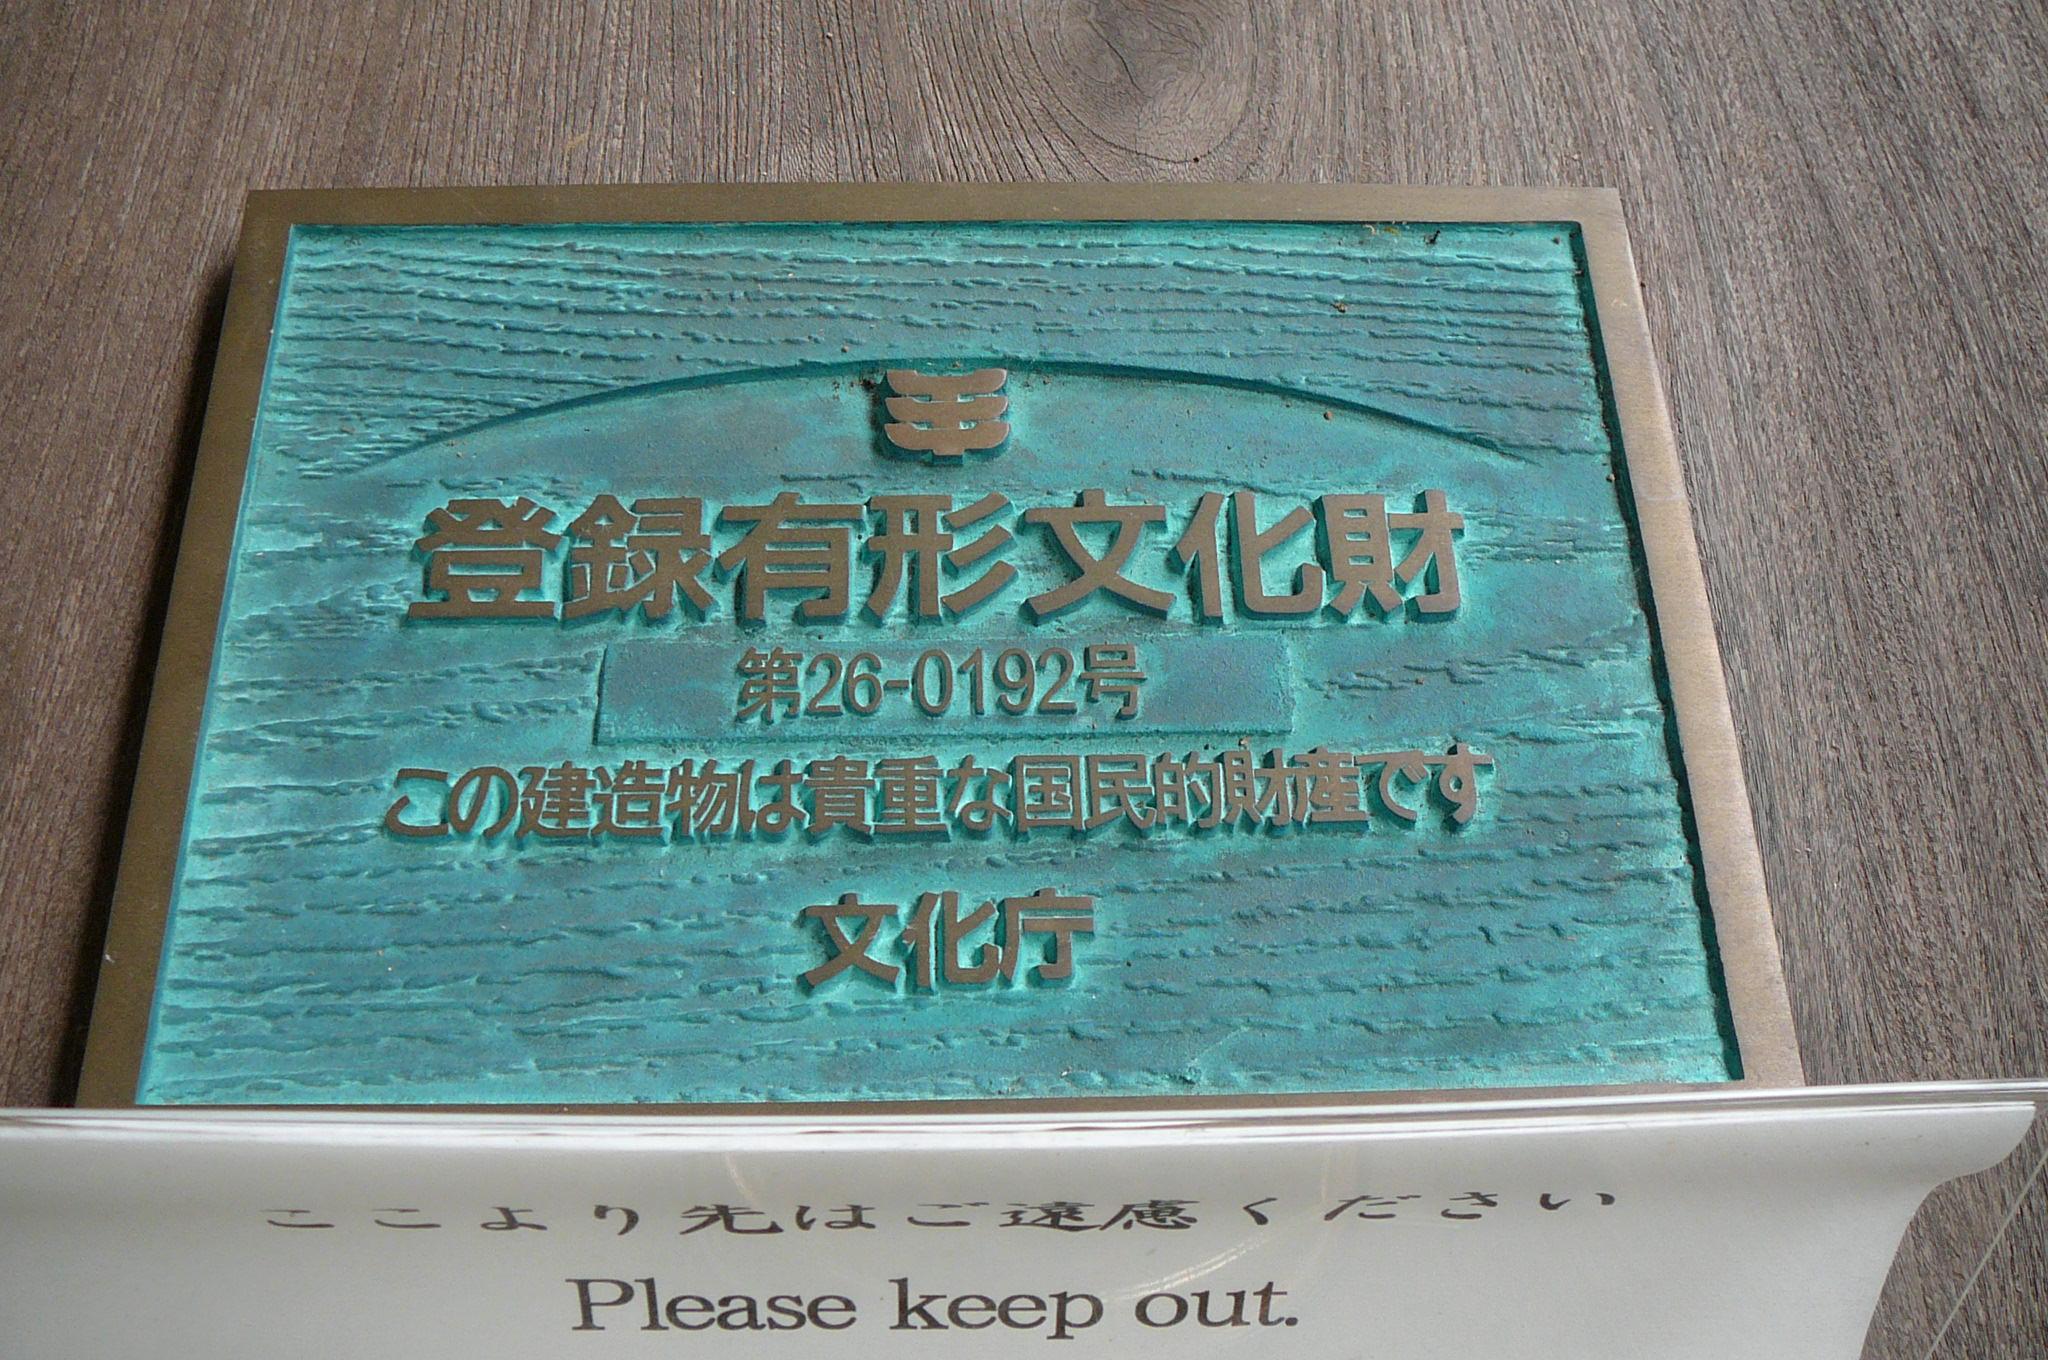 登録有形文化財
第26-0192号
この建造物は貴重な国民的財産です
文化庁
ここより先はご遠慮ください
Please keep out.